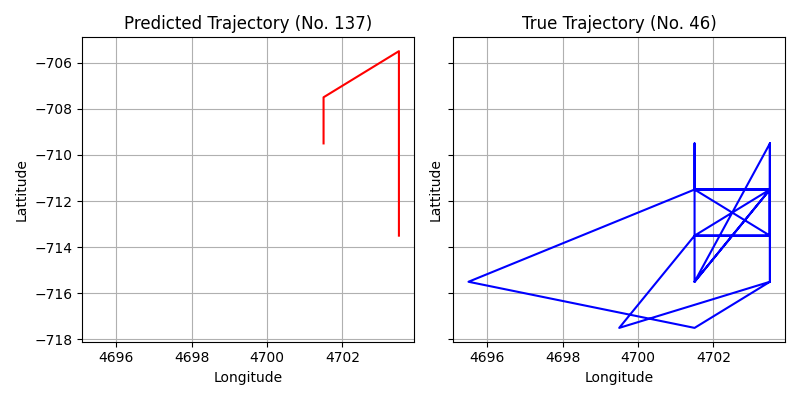 Predicted Trajectory (No. 137)
True Trajectory (No. 46)
−706
−708
−710
−712
−714
−716
−718
Lattitude
Lattitude
4696
4698
4700
4702
4696
4698
4700
4702
Longitude
Longitude